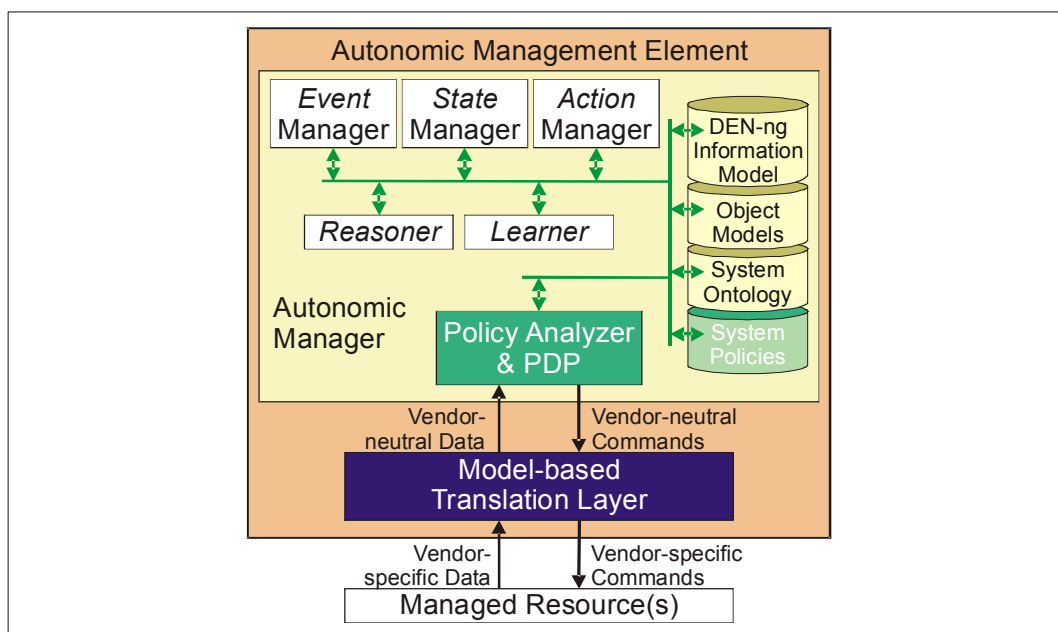 Autonomic Management Element
Event
Manager
State
Manager
Action
Manager
DEN-ng
Information
Model
Reasoner
Learner
Object
Models
System
Ontology
Autonomic
Manager
Policy Analyzer
& PDP
System
Policies
Vendor-
neutral Data
Vendor-neutral
Commands
Model-based
Translation Layer
Vendor-
specific Data
Vendor-specific
Commands
Managed Resource(s)